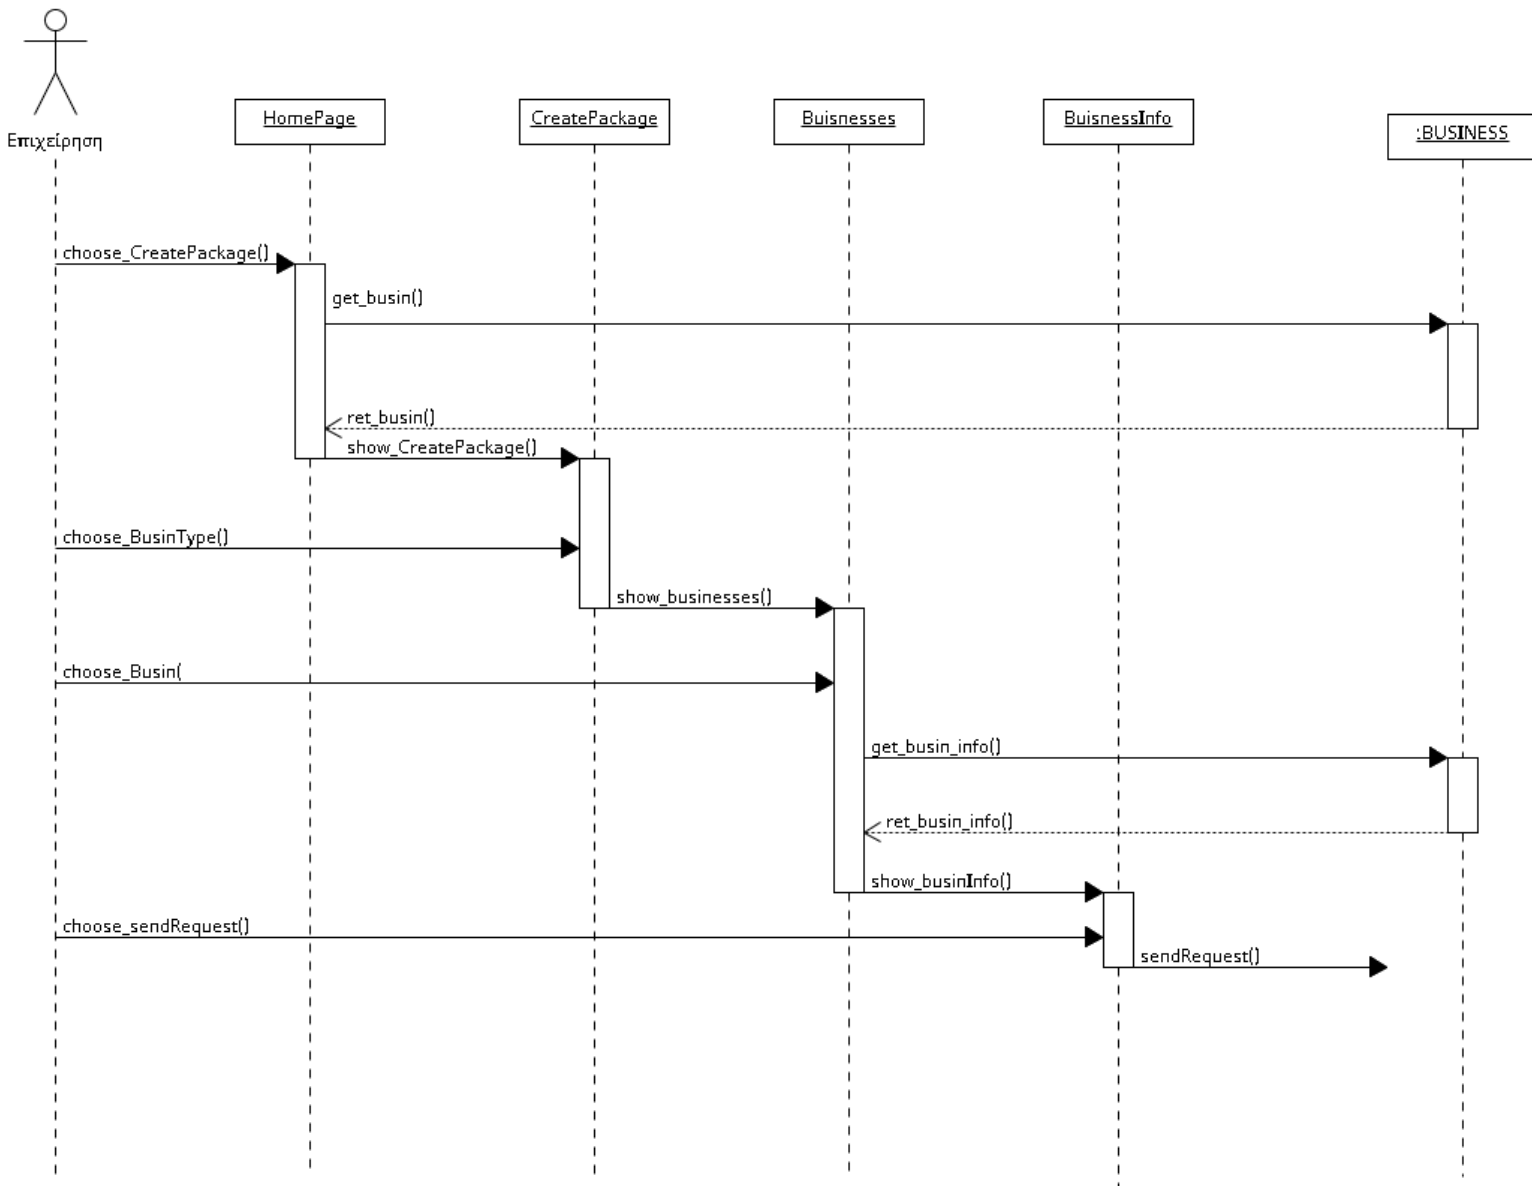 Επιχείρηση
HomePage
CreatePackage
Buisnesses
BuisnessInfo
:BUSINESS
choose_CreatePackage()
get_busin()
ret_busin()
show_CreatePackage()
choose_BusinType()
show_businesses()
choose_Busin(
get_busin_info()
ret_busin_info()
show_businInfo()
choose_sendRequest()
sendRequest()